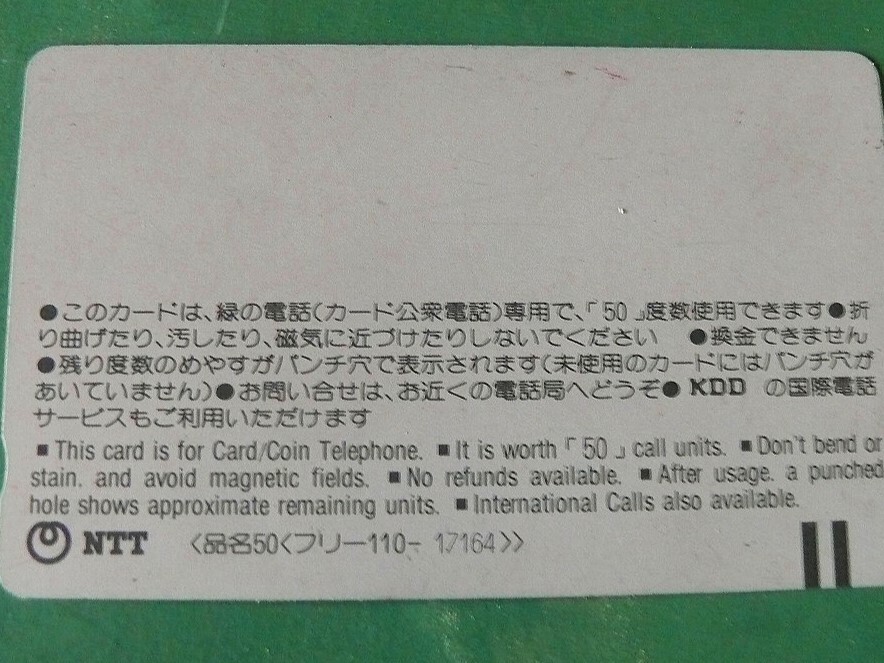 ●このカードは、緑の電話(カード公衆電話)専用で、「50」度数使用できます●折
り曲げたり、汚したり、磁気に近づけたりしないでください ●換金できません
●残り度数のめやすがパンチ穴で表示されます(未使用のカードにはパンチ穴が
あいていません)●お問い合せは、お近くの電話局へどうぞ● KDD の国際電話
サービスもご利用いただけます
■This card is for Card/Coin Telephone. ■It is worth「50」call units. ■Don't bend or
stain. and avoid magnetic fields. ■No refunds available. ■After usage. a punched
hole shows approximate remaining units. ■International Calls also available.
NTT 〈品名50〈フリー110- 17164〉〉